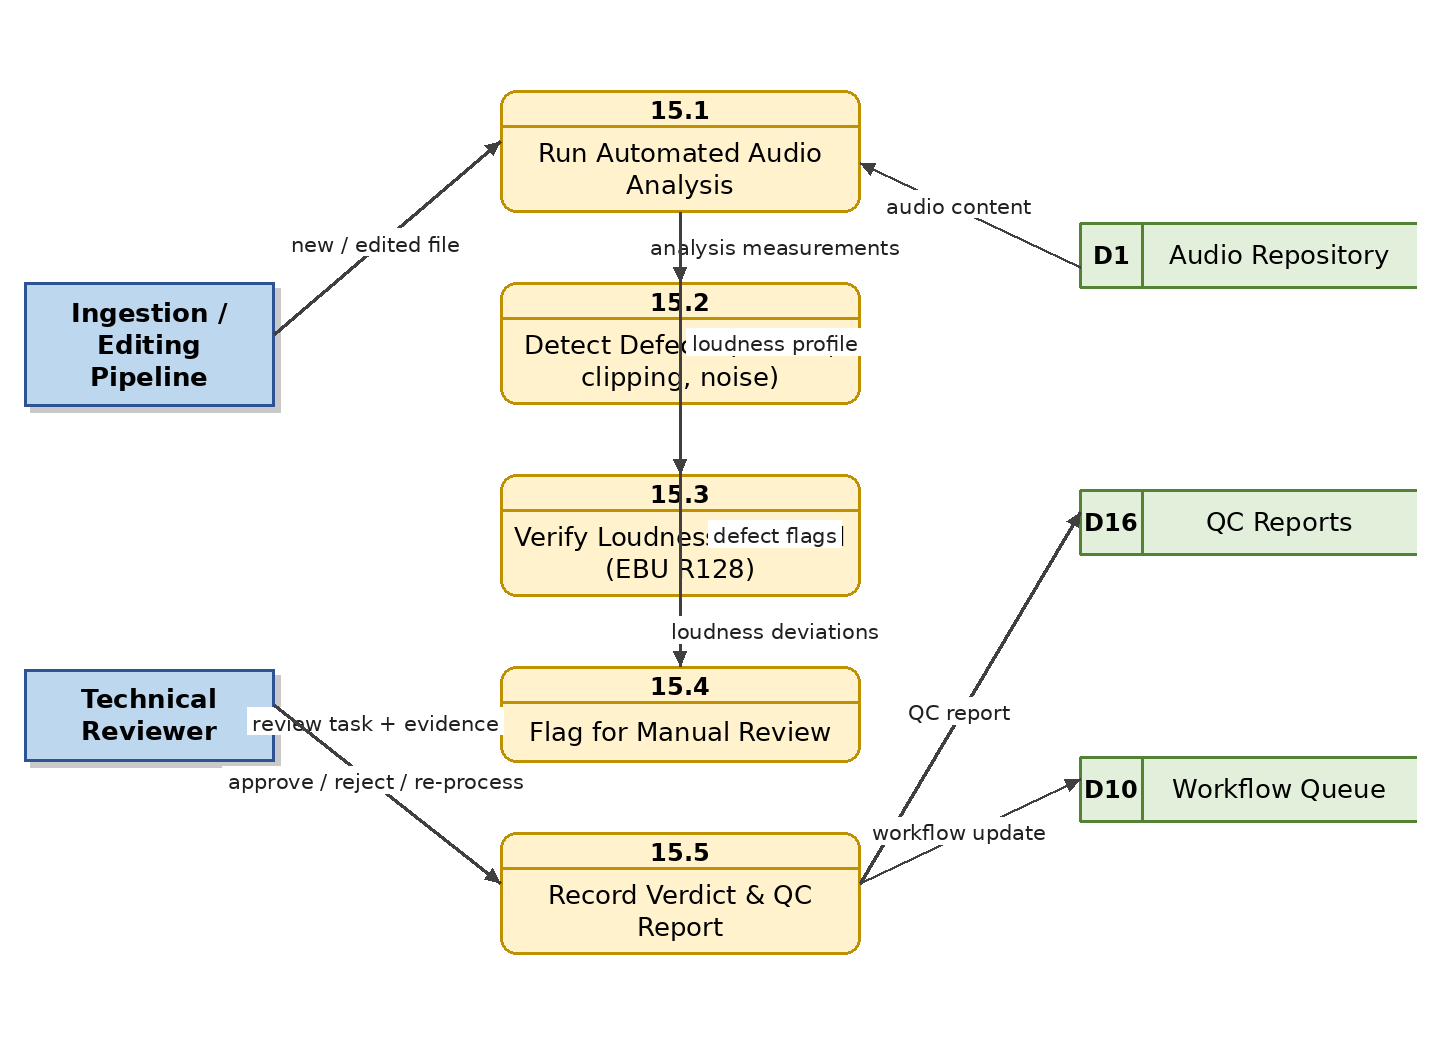 15.1
Run Automated Audio
Analysis
new / edited file
audio content
analysis measurements
D1
Audio Repository
Ingestion /
Editing
Pipeline
15.2
Detect
loudness profile
clipping, noise)
15.3
Verify Loudness
defect flags
(EBU R128)
D16
QC Reports
loudness deviations
Technical
Reviewer
15.4
Flag for Manual Review
review task + evidence
QC report
approve / reject / re-process
D10
Workflow Queue
workflow update
15.5
Record Verdict & QC
Report